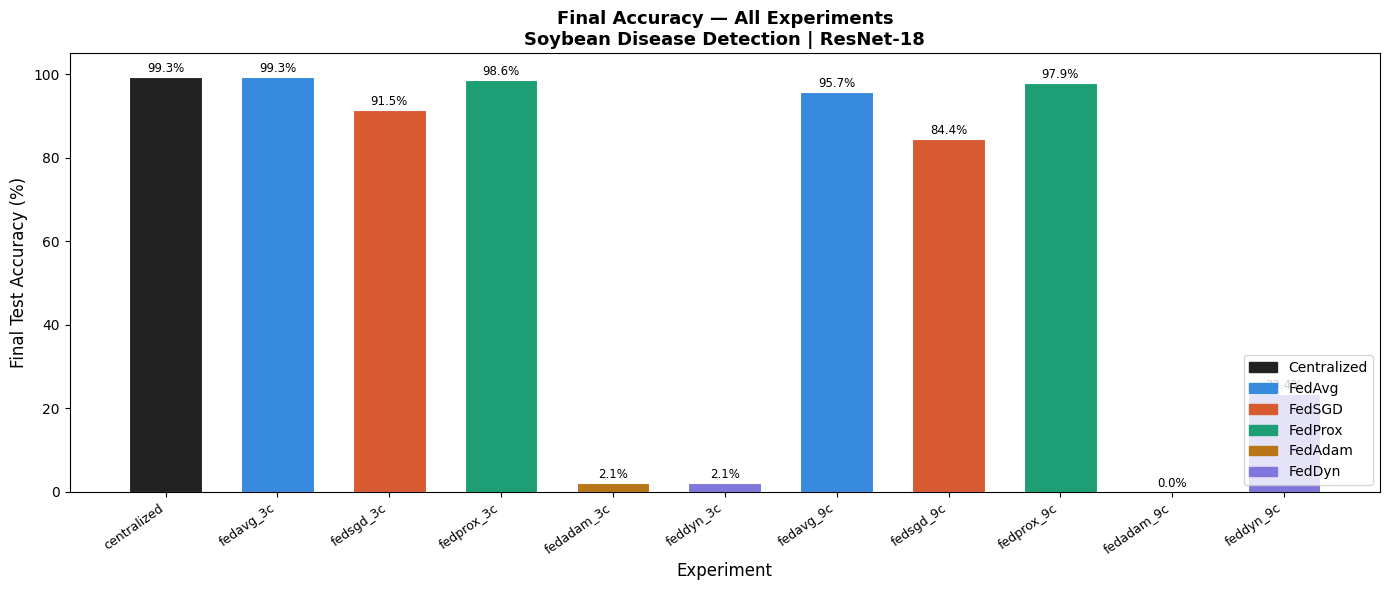 Final Accuracy — All Experiments
Soybean Disease Detection | ResNet-18
Final Test Accuracy (%)
100
80
60
40
20
0
99.3%
99.3%
91.5%
98.6%
2.1%
2.1%
95.7%
84.4%
97.9%
0.0%
Centralized
FedAvg
FedSGD
FedProx
FedAdam
FedDyn
centralized
fedavg_3c
fedsgd_3c
fedprox_3c
fedadam_3c
feddyn_3c
fedavg_9c
fedsgd_9c
fedprox_9c
fedadam_9c
feddyn_9c
Experiment